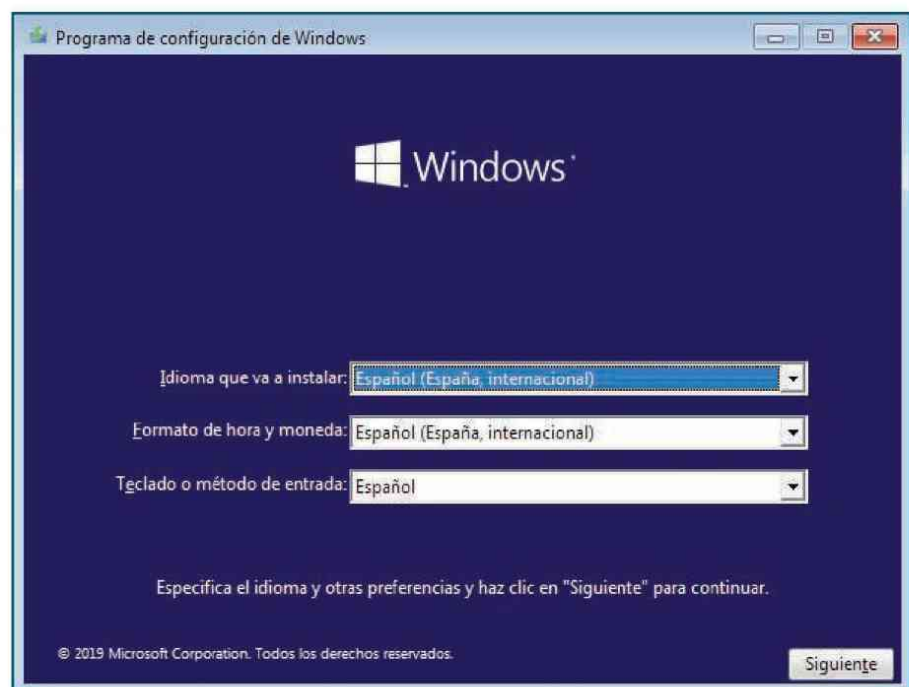 Programa de configuración de Windows
Windows
Idioma que va a instalar: Español (España, internacional)
Formato de hora y moneda: Español (España, internacional)
Teclado o método de entrada: Español
Especifica el idioma y otras preferencias y haz clic en "Siguiente" para continuar.
© 2019 Microsoft Corporation. Todos los derechos reservados.
Siguiente